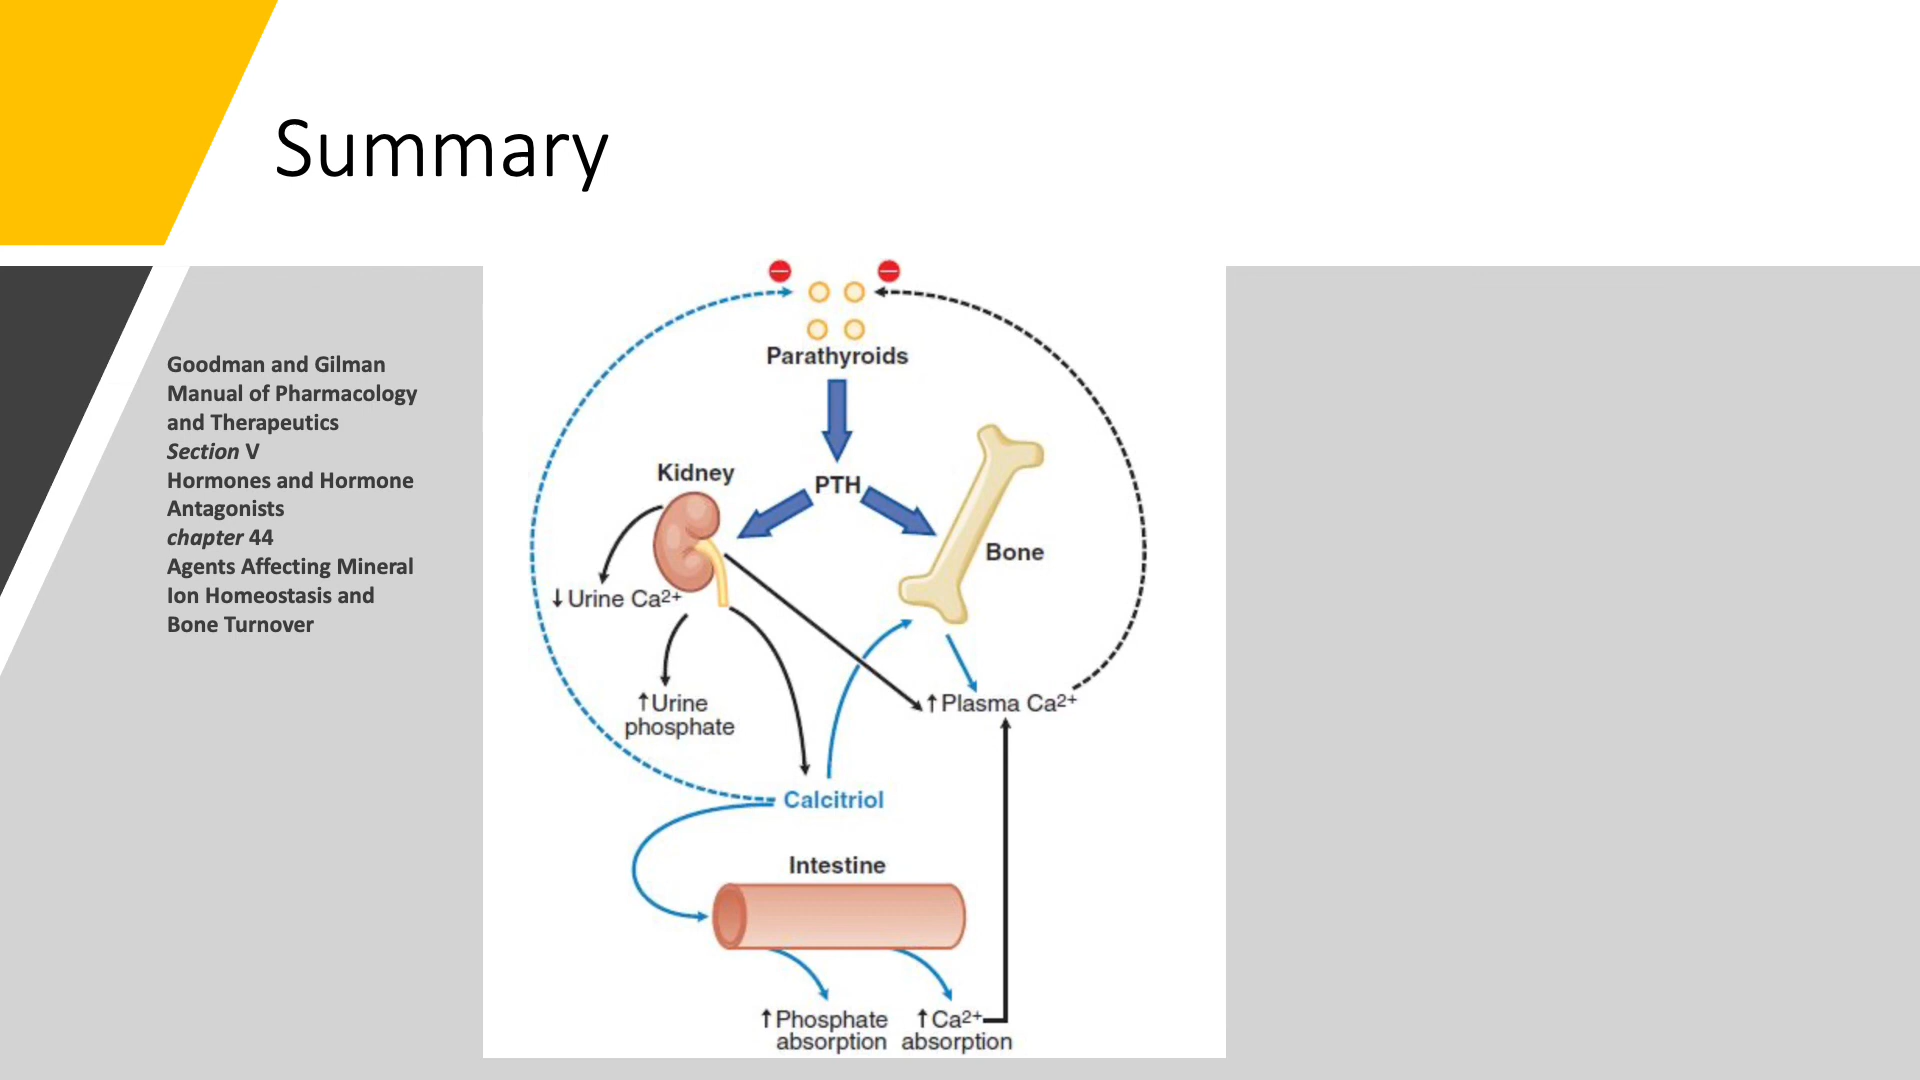 Summary
Goodman and Gilman
Manual of Pharmacology
and Therapeutics
Section V
Hormones and Hormone
Antagonists
chapter 44
Agents Affecting Mineral
Ion Homeostasis and
Bone Turnover
Parathyroids
Kidney
PTH
Bone
↓Urine Ca2+
↑Urine
phosphate
↑Plasma Ca2+
Calcitriol
Intestine
↑Phosphate
absorption
↑Ca2+
absorption